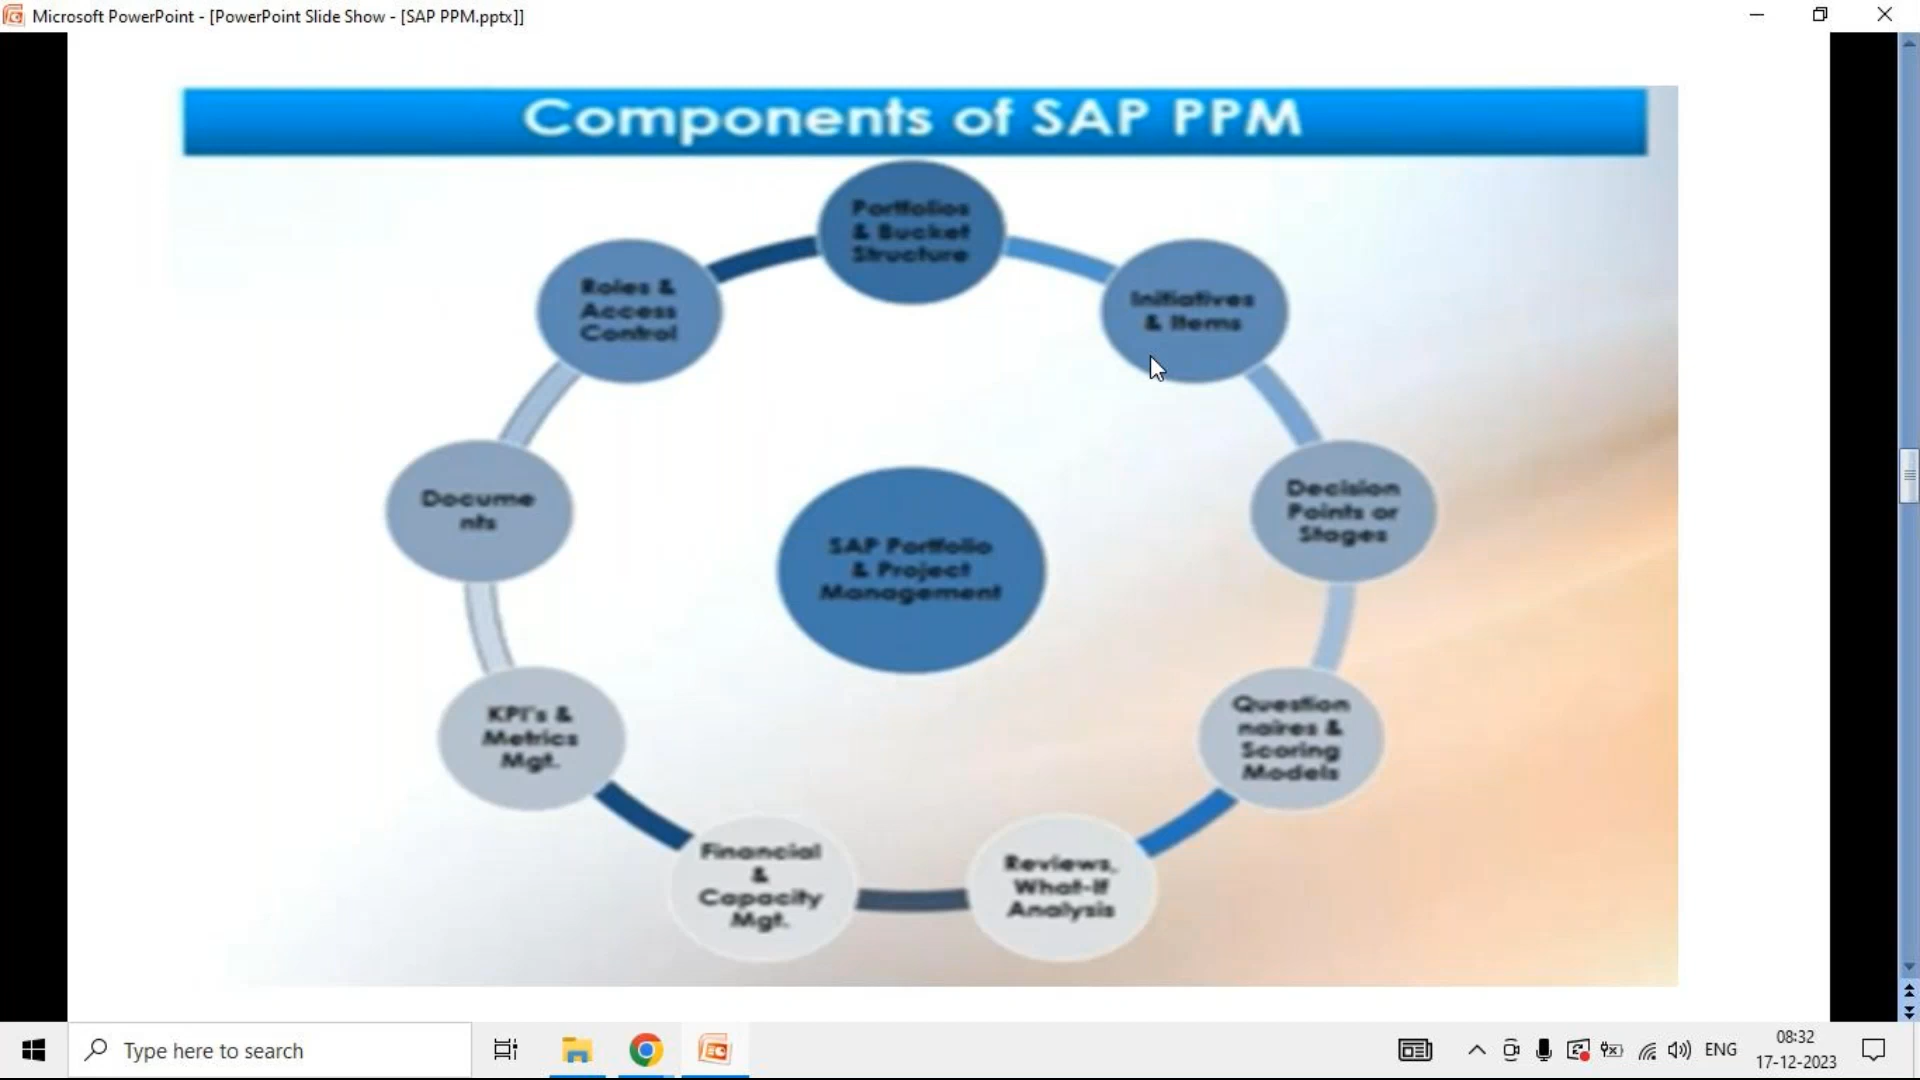 Microsoft PowerPoint - [PowerPoint Slide Show - [SAP PPM.pptx]]
Components of SAP PPM
Portfolios
& Bucket
Structure
Initiatives
& Items
Decision
Points or
Stages
Question
naires &
Scoring
Models
Reviews,
What-If
Analysis
Financial
&
Capacity
Mgt.
KPI's &
Metrics
Mgt.
Docume
nts
Roles &
Access
Control
SAP Portfolio
& Project
Management
Type here to search
ENG
08:32
17-12-2023